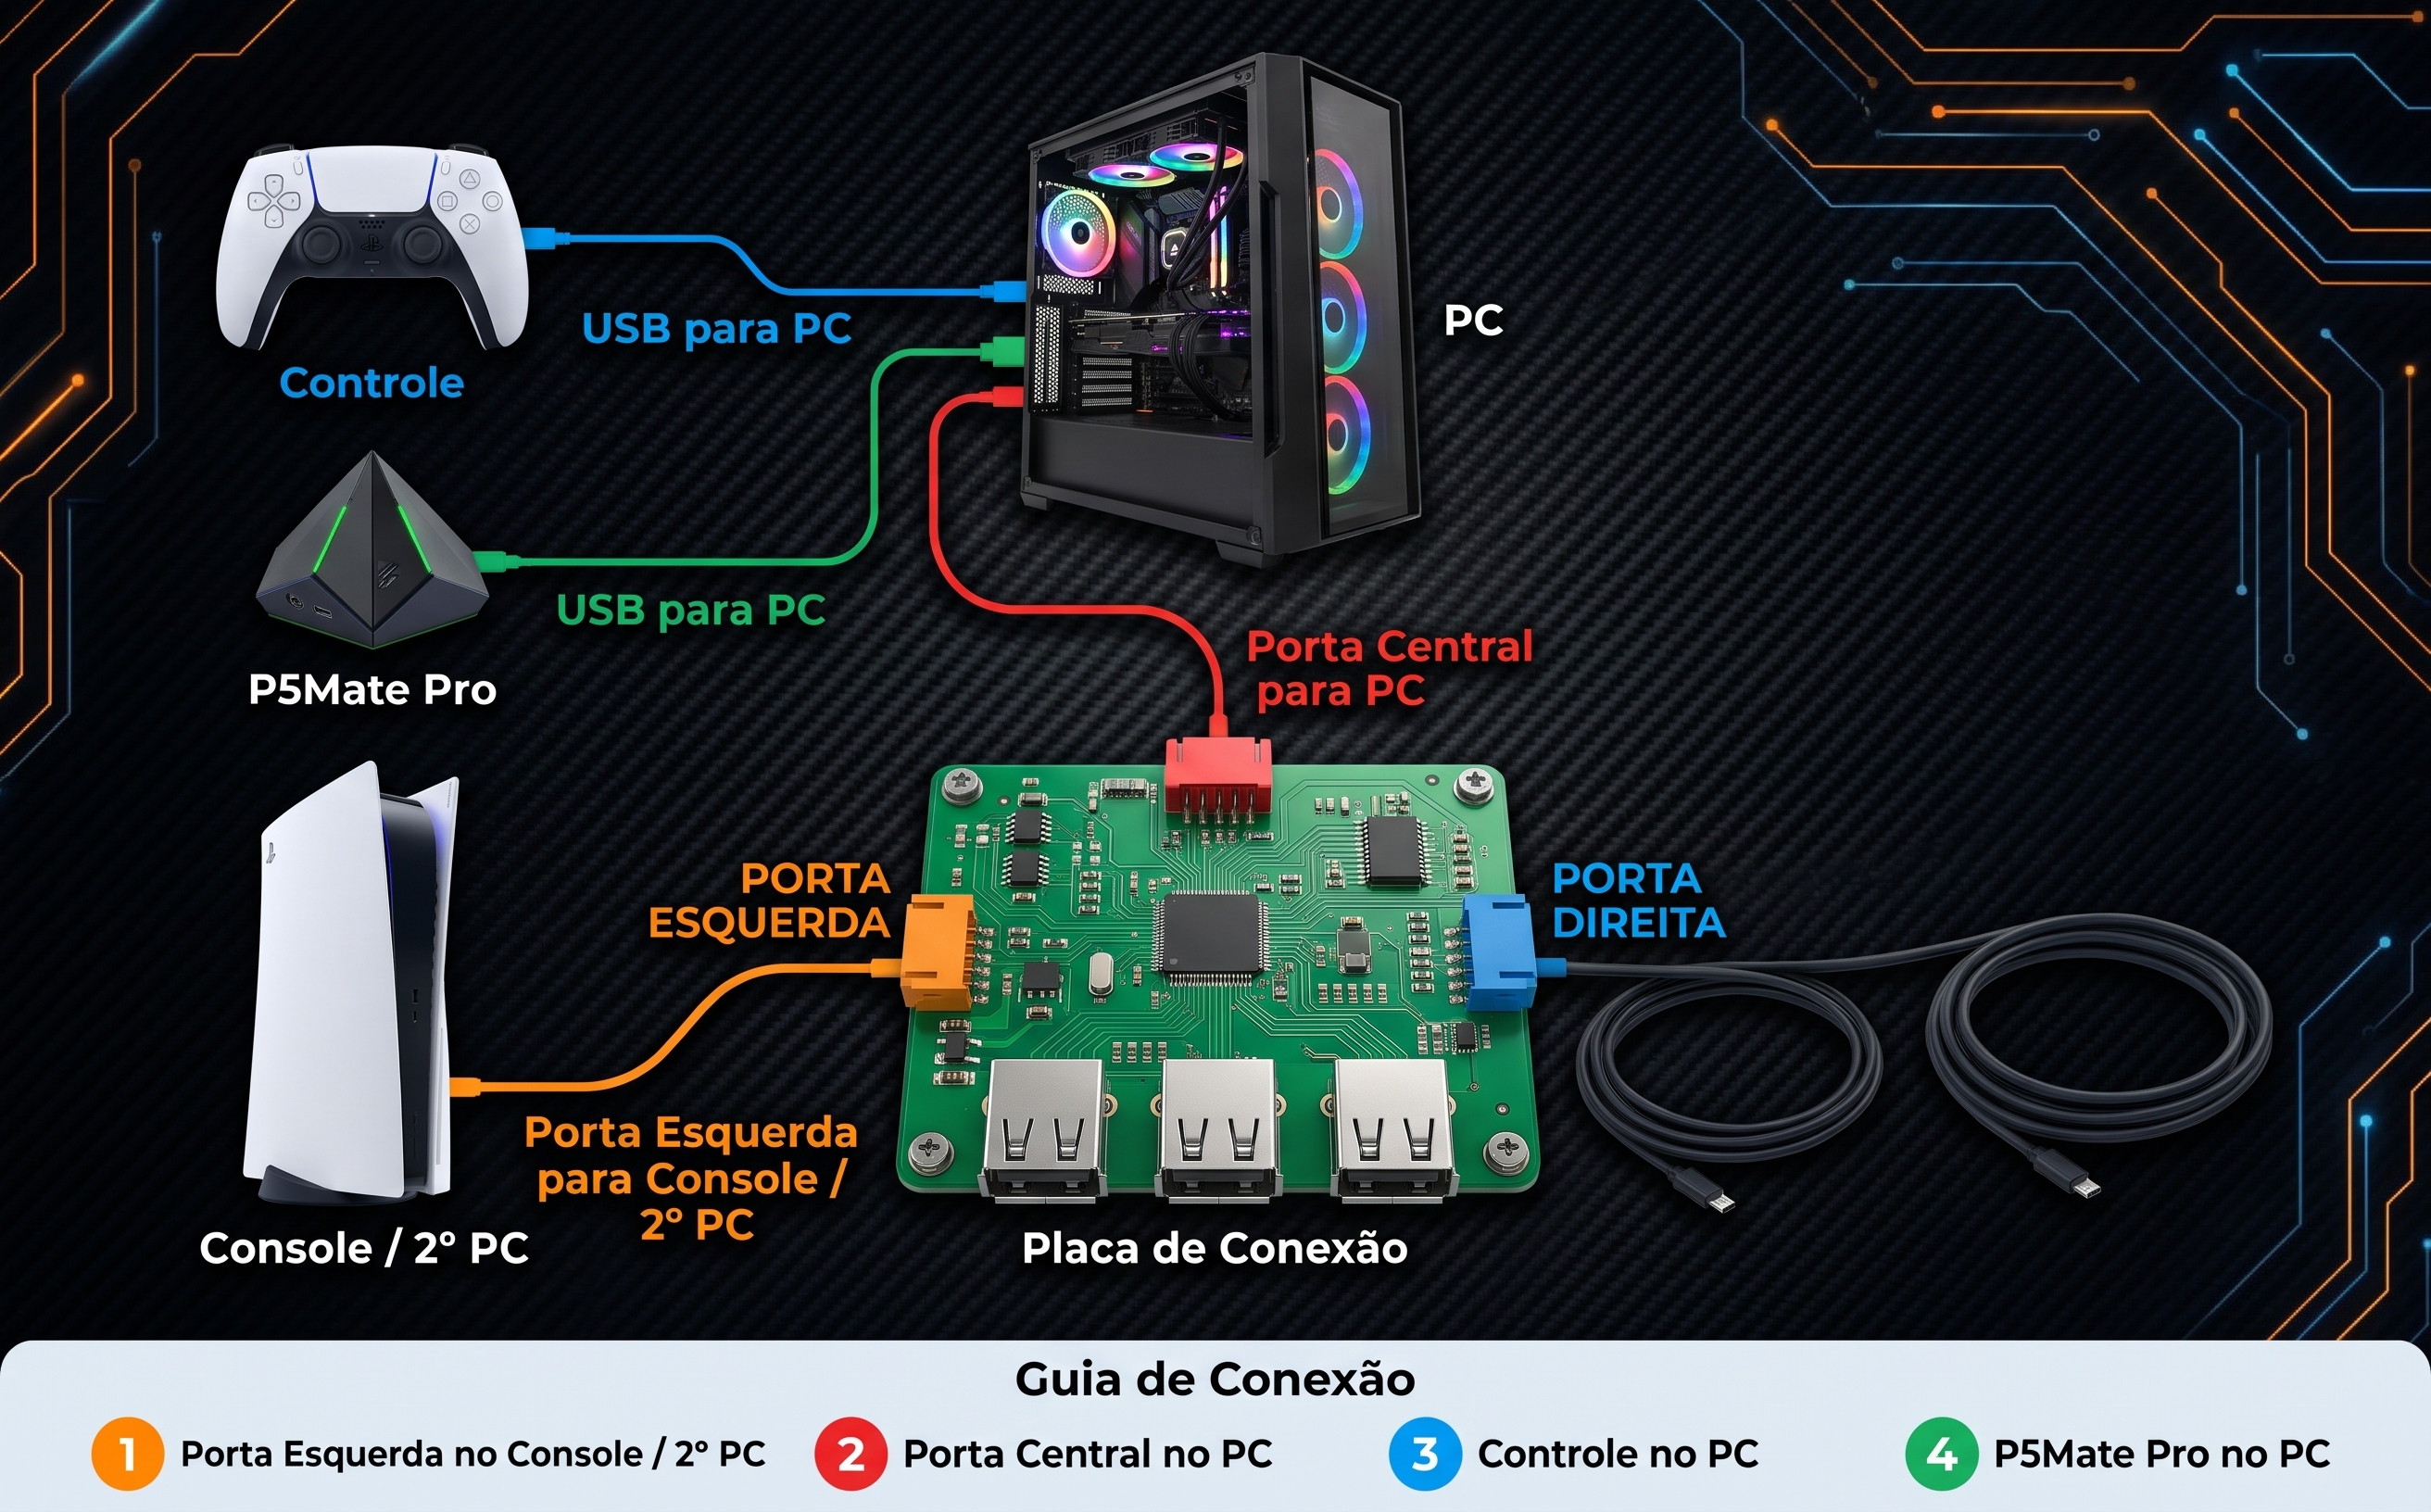 PC
USB para PC
Controle
USB para PC
P5Mate Pro
Porta Central
para PC
PORTA
ESQUERDA
PORTA
DIREITA
Porta Esquerda
para Console /
2º PC
Console / 2º PC
Placa de Conexão
Guia de Conexão
1 Porta Esquerda no Console / 2º PC
2 Porta Central no PC
3 Controle no PC
4 P5Mate Pro no PC